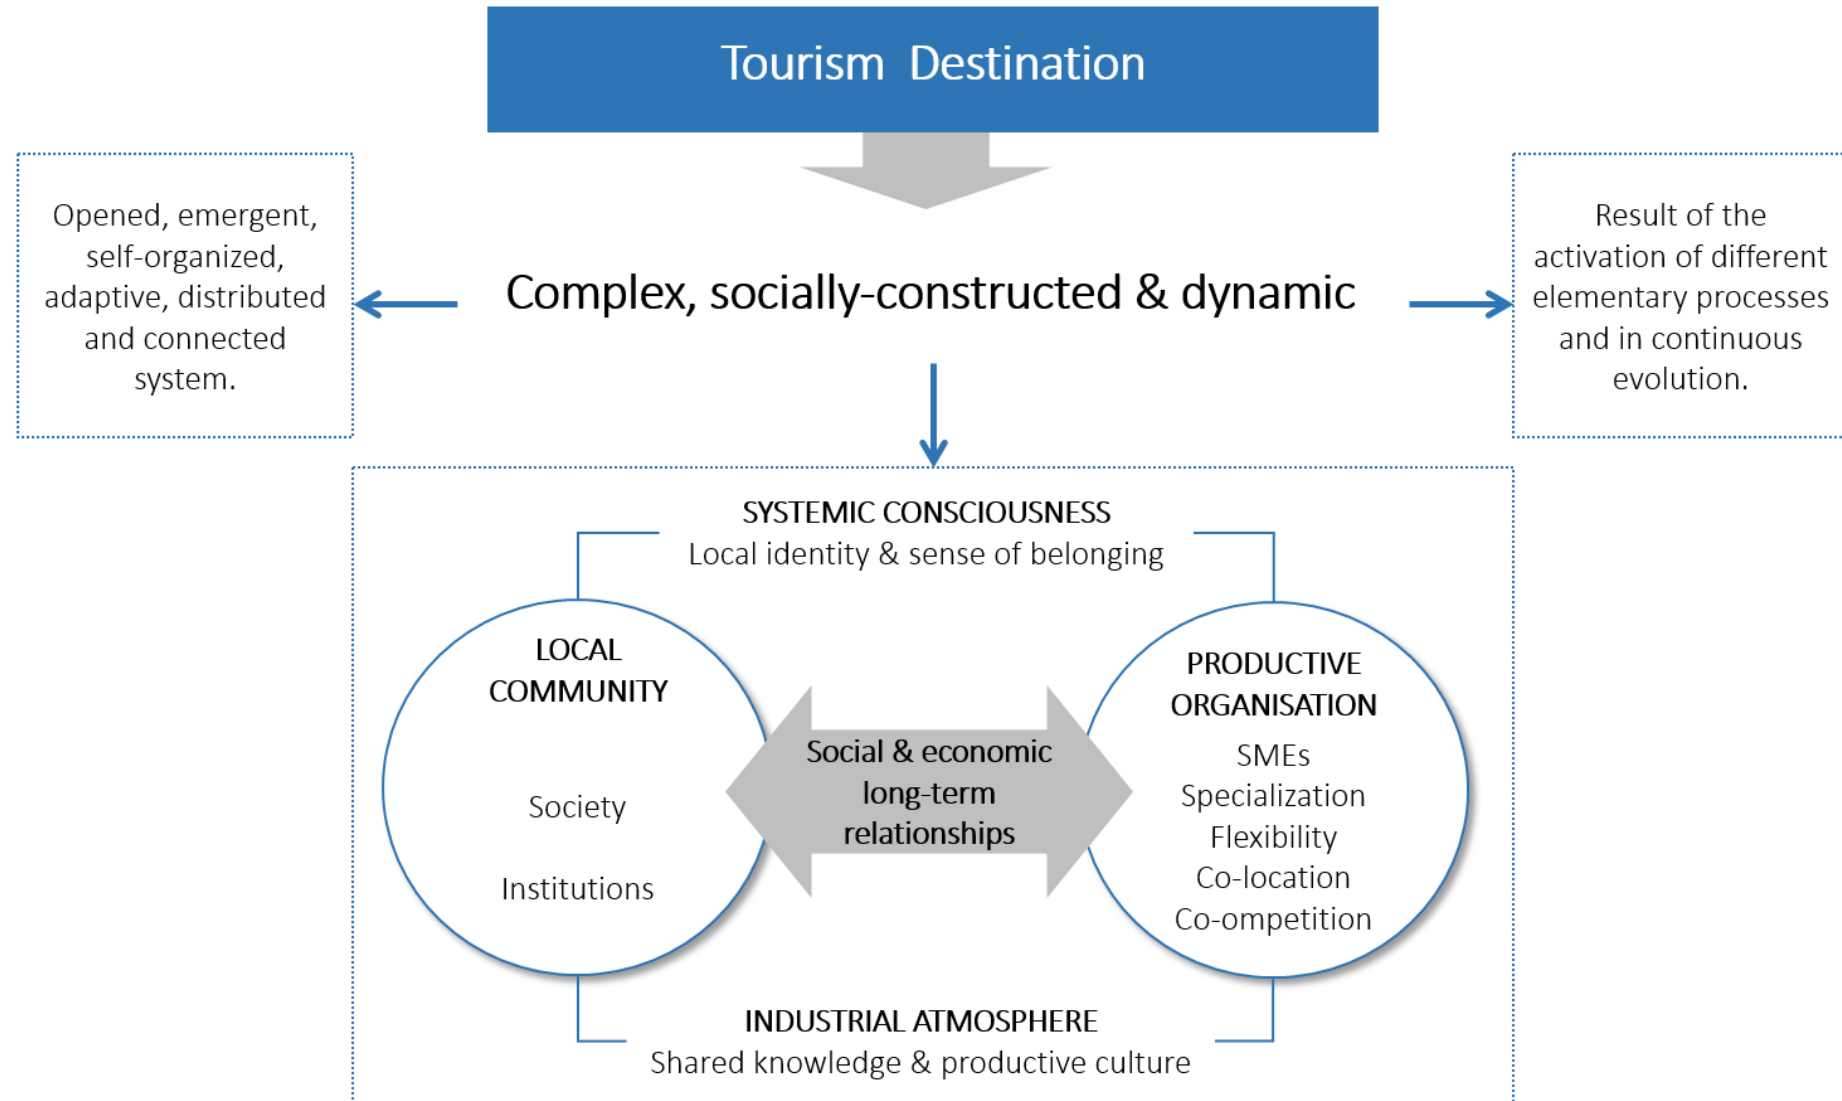 Tourism Destination
Opened, emergent,
self-organized,
adaptive, distributed
and connected
system.
Complex, socially-constructed & dynamic
Result of the
activation of different
elementary processes
and in continuous
evolution.
SYSTEMIC CONSCIOUSNESS
Local identity & sense of belonging
LOCAL
COMMUNITY
Society
Institutions
Social & economic
long-term
relationships
PRODUCTIVE
ORGANISATION
SMEs
Specialization
Flexibility
Co-location
Co-ompetition
INDUSTRIAL ATMOSPHERE
Shared knowledge & productive culture